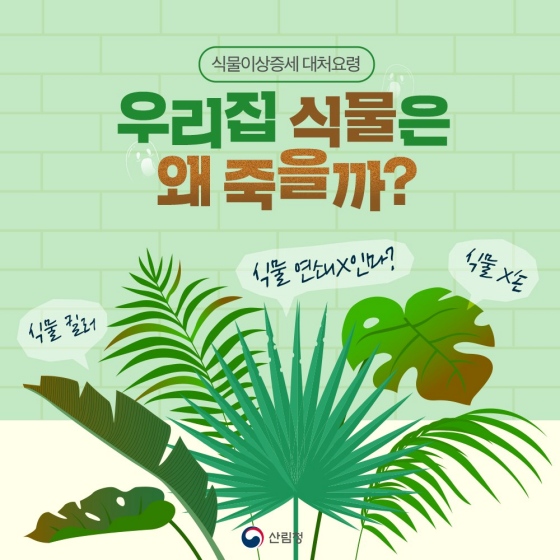 식물이상증세 대처요령
우리집 식물은
왜 죽을까?
식물 연쇄X인마?
식물 X손
식물 킬러
산림청